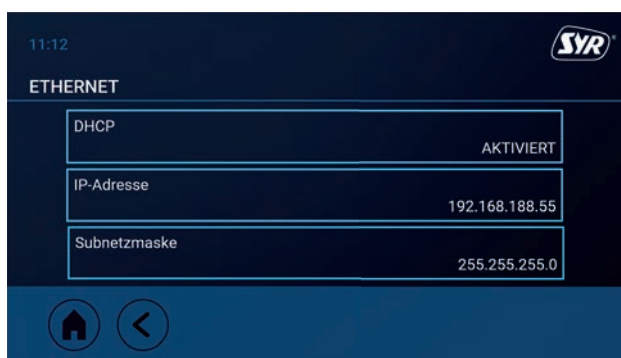 11:12
SYR
ETHERNET
DHCP
AKTIVIERT
IP-Adresse
192.168.188.55
Subnetzmaske
255.255.255.0